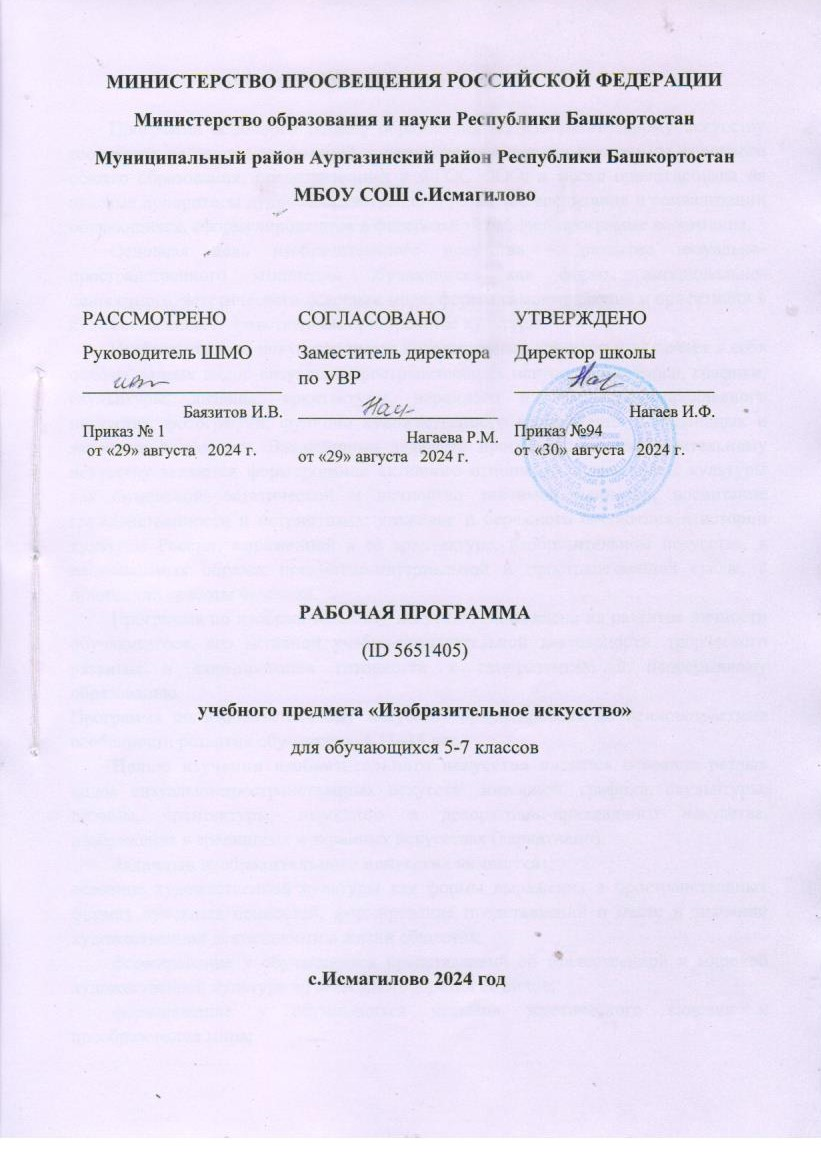 МИНИСТЕРСТВО ПРОСВЕЩЕНИЯ РОССИЙСКОЙ ФЕДЕРАЦИИ
Министерство образования и науки Республики Башкортостан
Муниципальный район Аургазинский район Республики Башкортостан
МБОУ СОШ с.Исмагилово
РАССМОТРЕНО
Руководитель ШМО
Баязитов И.В.
Приказ № 1
от «29» августа 2024 г.
СОГЛАСОВАНО
Заместитель директора
по УВР
Нагаева Р.М.
от «29» августа 2024 г.
УТВЕРЖДЕНО
Директор школы
Нагаев И.Ф.
Приказ №94
от «30» августа 2024 г.
РАБОЧАЯ ПРОГРАММА
(ID 5651405)
учебного предмета «Изобразительное искусство»
для обучающихся 5-7 классов
с.Исмагилово 2024 год